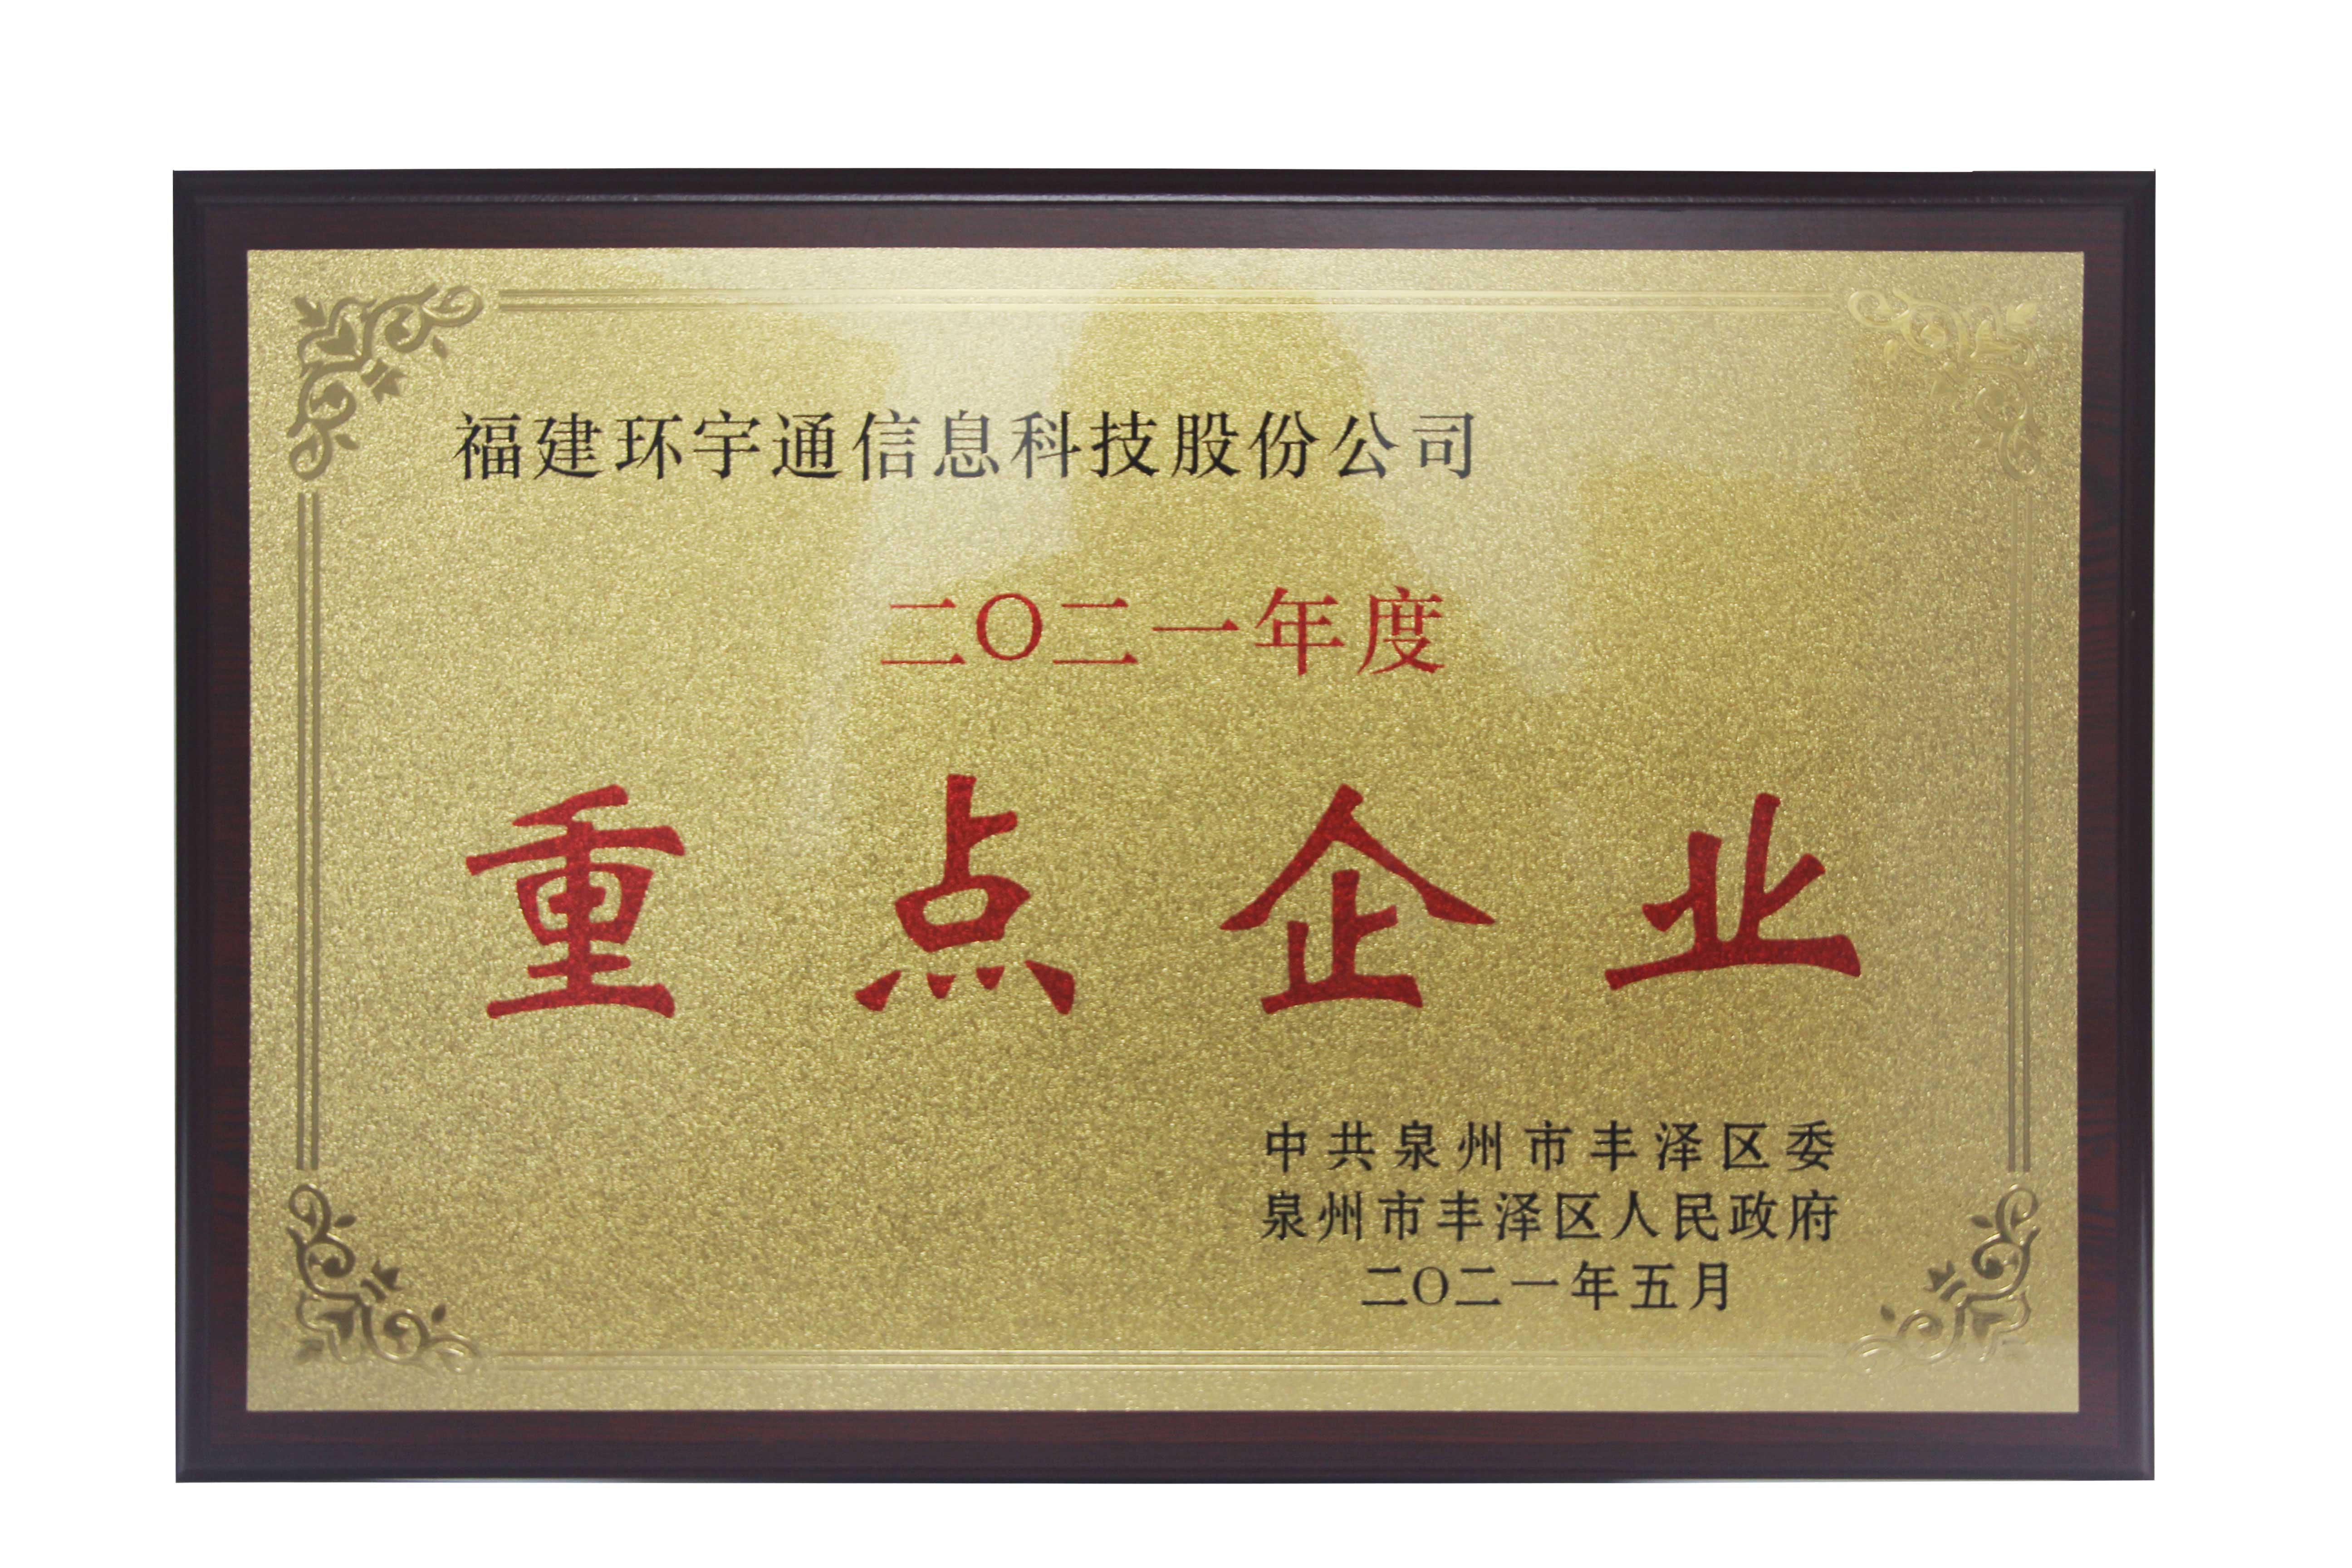 福建环宇通信息科技股份公司
二〇二一年度
重点企业
中共泉州市丰泽区委
泉州市丰泽区人民政府
二〇二一年五月